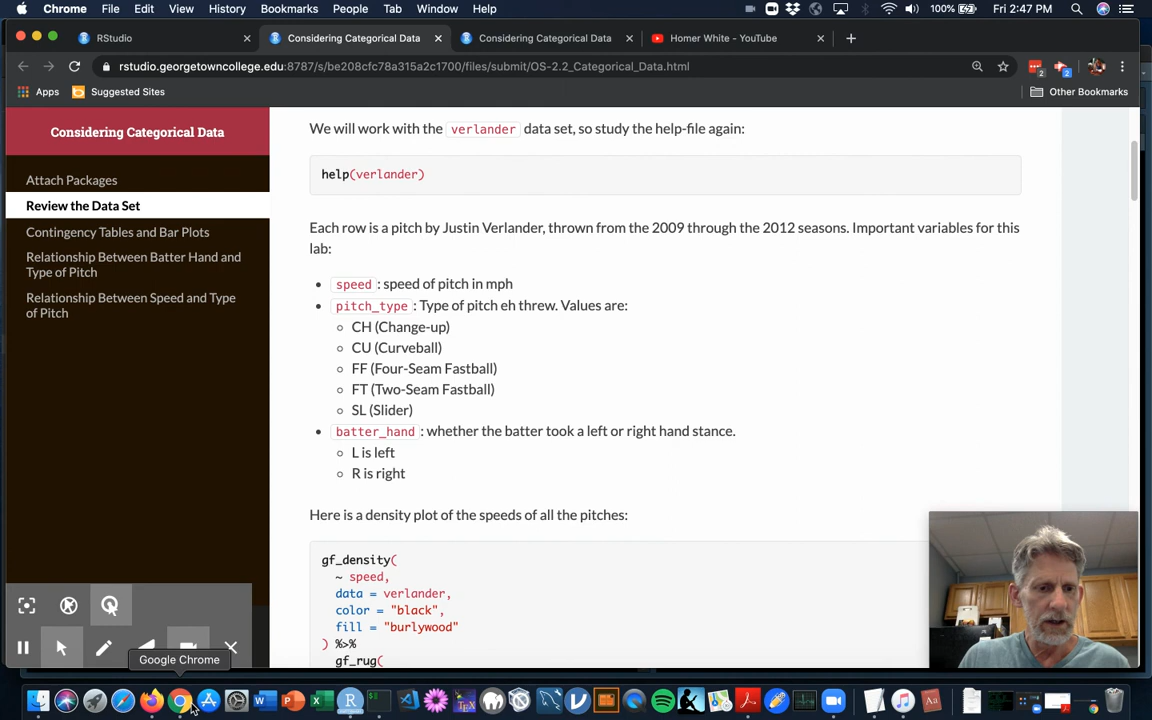 Chrome File Edit View History Bookmarks People Tab Window Help 100% Fri 2:47 PM
RStudio Considering Categorical Data Considering Categorical Data Homer White - YouTube
rstudio.georgetowncollege.edu:8787/s/be208cfc78a315a2c1700/files/submit/OS-2.2_Categorical_Data.html
Apps Suggested Sites Other Bookmarks
Considering Categorical Data
Attach Packages
Review the Data Set
Contingency Tables and Bar Plots
Relationship Between Batter Hand and
Type of Pitch
Relationship Between Speed and Type
of Pitch
We will work with the verlander data set, so study the help-file again:
help(verlander)
Each row is a pitch by Justin Verlander, thrown from the 2009 through the 2012 seasons. Important variables for this
lab:
speed : speed of pitch in mph
pitch_type : Type of pitch eh threw. Values are:
CH (Change-up)
CU (Curveball)
FF (Four-Seam Fastball)
FT (Two-Seam Fastball)
SL (Slider)
batter_hand : whether the batter took a left or right hand stance.
L is left
R is right
Here is a density plot of the speeds of all the pitches:
gf_density(
~ speed,
data = verlander,
color = "black",
fill = "burlywood"
) %>%
gf_rug(
Google Chrome